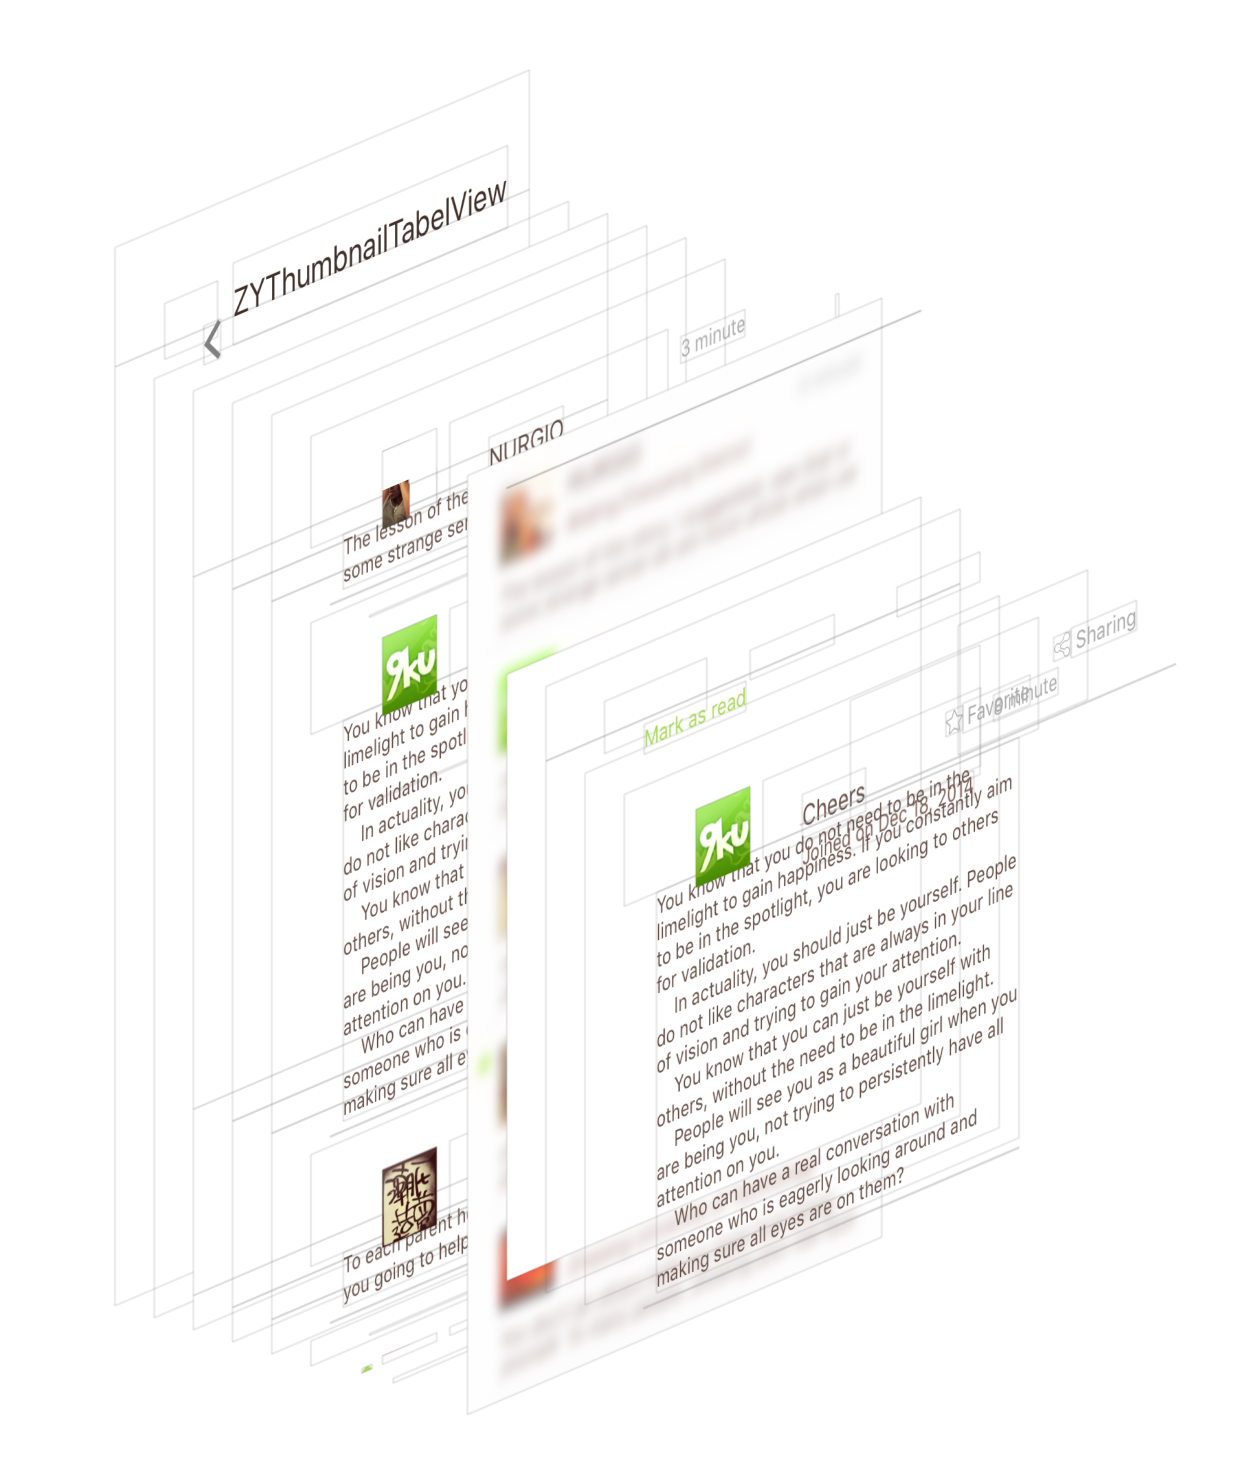 ZYThumbnailTabelView
3 minute
NURGIO
The lesson of the
some strange
9ku
You know that
limelight to gain
to be in the
for validation.
In actuality,
do not like
of vision and
You know that
others, without
People will see
are being you,
attention on you.
Who can have
someone who is
making sure all
To each parent
you going to help
Sharing
Favorite
minute
Mark as read
9ku
Cheers
Joined on Dec 18, 2014
You know that you do not need to be in the
limelight to gain happiness. If you constantly aim
to be in the spotlight, you are looking to others
for validation.
In actuality, you should just be yourself. People
do not like characters that are always in your line
of vision and trying to gain your attention.
You know that you can just be yourself with
others, without the need to be in the limelight.
People will see you as a beautiful girl when you
are being you, not trying to persistently have all
attention on you.
Who can have a real conversation with
someone who is eagerly looking around and
making sure all eyes are on them?